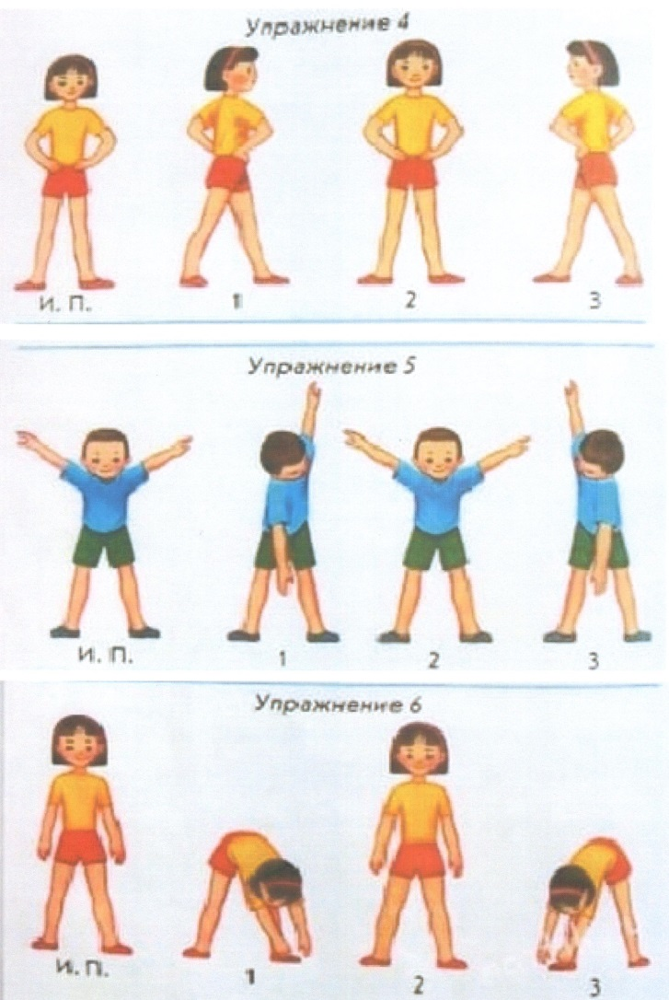 Упражнение 4
И. П. 1 2 3
Упражнение 5
И. П. 1 2 3
Упражнение 6
И. П. 1 2 3